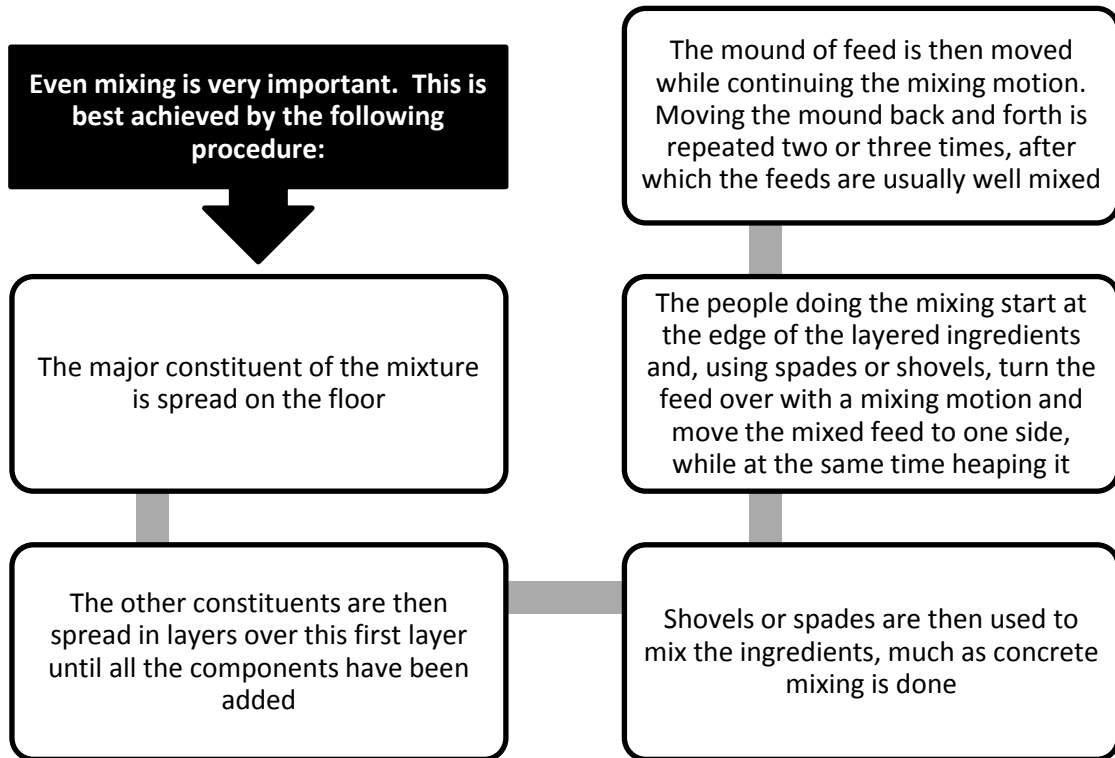 Even mixing is very important.  This is
best achieved by the following
procedure:
The major constituent of the mixture
is spread on the floor
The other constituents are then
spread in layers over this first layer
until all the components have been
added
Shovels or spades are then used to
mix the ingredients, much as concrete
mixing is done
The people doing the mixing start at
the edge of the layered ingredients
and, using spades or shovels, turn the
feed over with a mixing motion and
move the mixed feed to one side,
while at the same time heaping it
The mound of feed is then moved
while continuing the mixing motion.
Moving the mound back and forth is
repeated two or three times, after
which the feeds are usually well mixed